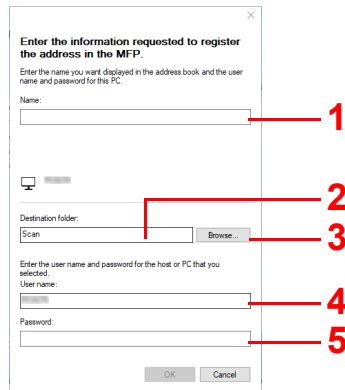 Enter the information requested to register
the address in the MFP.
Enter the name you want displayed in the address book and the user
name and password for this PC.
Name:
1
2
Destination folder:
Scan
Browse...
3
Enter the user name and password for the host or PC that you
selected.
User name:
4
Password:
5
OK Cancel